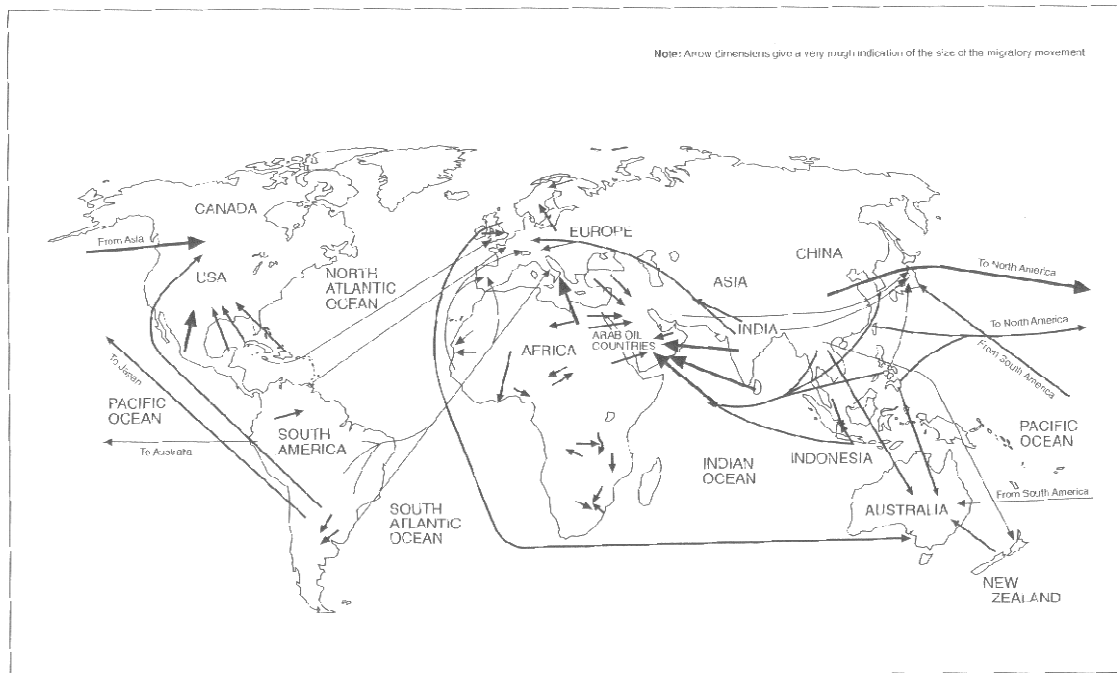 Note: Arrow dimensions give a very rough indication of the size of the migratory movement
CANADA
From Asia
USA
NORTH
ATLANTIC
OCEAN
EUROPE
ASIA
CHINA
To North America
INDIA
To North America
AFRICA
ARAB OIL
COUNTRIES
To Japan
From South America
PACIFIC
OCEAN
SOUTH
AMERICA
To Australia
PACIFIC
OCEAN
INDIAN
OCEAN
INDONESIA
From South America
SOUTH
ATLANTIC
OCEAN
AUSTRALIA
NEW
ZEALAND